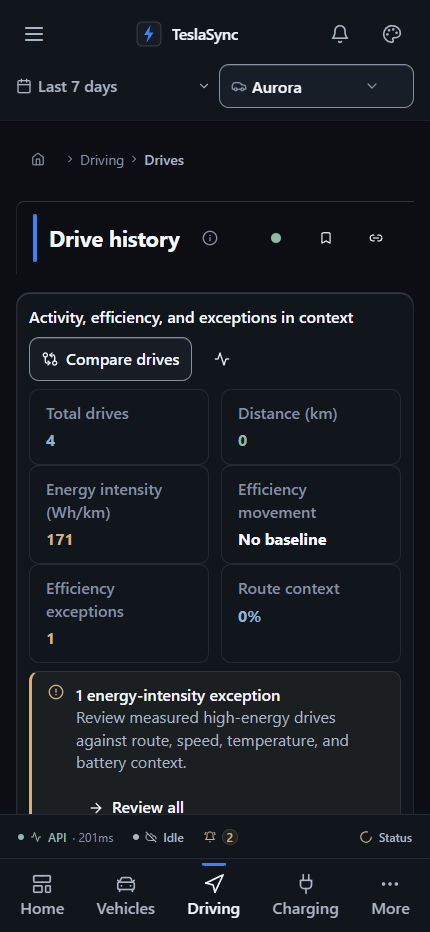 TeslaSync
Last 7 days
Aurora
Driving
Drives
Drive history
Activity, efficiency, and exceptions in context
Compare drives
Total drives
4
Distance (km)
0
Energy intensity
(Wh/km)
171
Efficiency
movement
No baseline
Efficiency
exceptions
1
Route context
0%
1 energy-intensity exception
Review measured high-energy drives
against route, speed, temperature, and
battery context.
Review all
API · 201ms
Idle
2
Status
Home
Vehicles
Driving
Charging
More